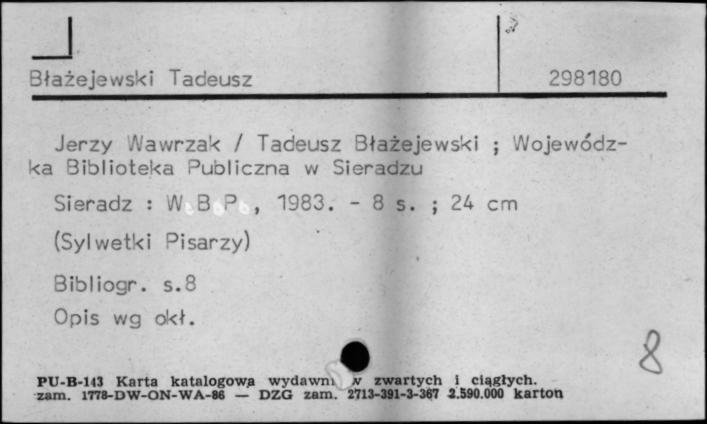 Błażejewski Tadeusz 298180
Jerzy Wawrzak / Tadeusz Błażejewski ; Wojewódz-
ka Biblioteka Publiczna w Sieradzu
Sieradz : W.B.P., 1983. - 8 s. ; 24 cm
(Sylwetki Pisarzy)
Bibliogr. s.8
Opis wg okł.
8
PU-B-143 Karta katalogowa wydawni w zwartych i ciągłych.
zam. 1778-DW-ON-WA-86 — DZG zam. 2713-391-3-367 2.590.000 karton